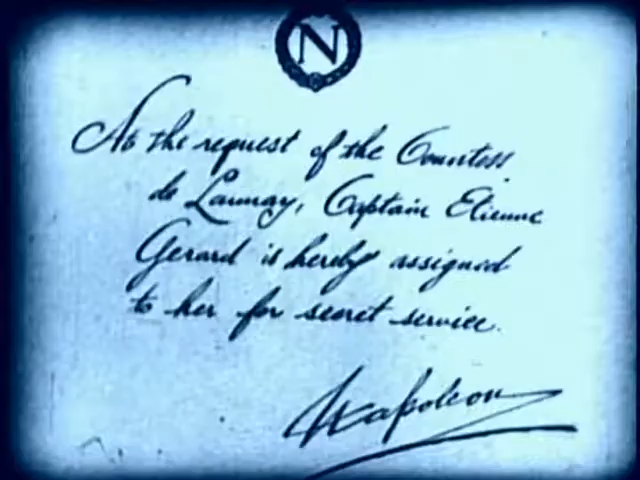 N
At the request of the Countess
de Launay, Captain Etienne
Gerard is hereby assigned
to her for secret service.
Napoleon